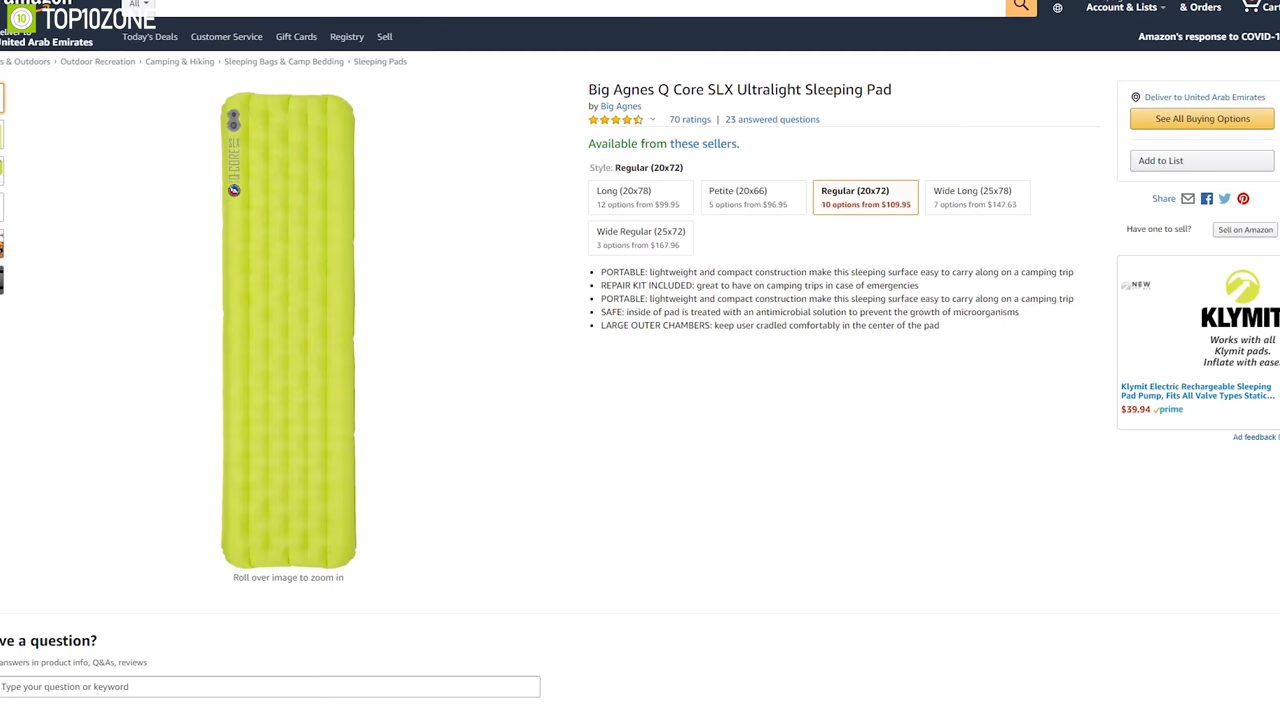 amazon
All
10 TOP10ZONE
Account & Lists
& Orders
Cart
Deliver to
United Arab Emirates
Today's Deals
Customer Service
Gift Cards
Registry
Sell
Amazon's response to COVID-1
s & Outdoors › Outdoor Recreation › Camping & Hiking › Sleeping Bags & Camp Bedding › Sleeping Pads
Q CORE SLX
Roll over image to zoom in
Big Agnes Q Core SLX Ultralight Sleeping Pad
by Big Agnes
70 ratings | 23 answered questions
Available from these sellers.
Style: Regular (20x72)
Long (20x78)
12 options from $99.95
Petite (20x66)
5 options from $96.95
Regular (20x72)
10 options from $109.95
Wide Long (25x78)
7 options from $147.63
Wide Regular (25x72)
3 options from $167.96
• PORTABLE: lightweight and compact construction make this sleeping surface easy to carry along on a camping trip
• REPAIR KIT INCLUDED: great to have on camping trips in case of emergencies
• PORTABLE: lightweight and compact construction make this sleeping surface easy to carry along on a camping trip
• SAFE: inside of pad is treated with an antimicrobial solution to prevent the growth of microorganisms
• LARGE OUTER CHAMBERS: keep user cradled comfortably in the center of the pad
Deliver to United Arab Emirates
See All Buying Options
Add to List
Share
Have one to sell?
Sell on Amazon
NEW
KLYMIT
Works with all
Klymit pads.
Inflate with ease.
Klymit Electric Rechargeable Sleeping
Pad Pump, Fits All Valve Types Static...
$39.94 prime
Ad feedback
ve a question?
answers in product info, Q&As, reviews
Type your question or keyword